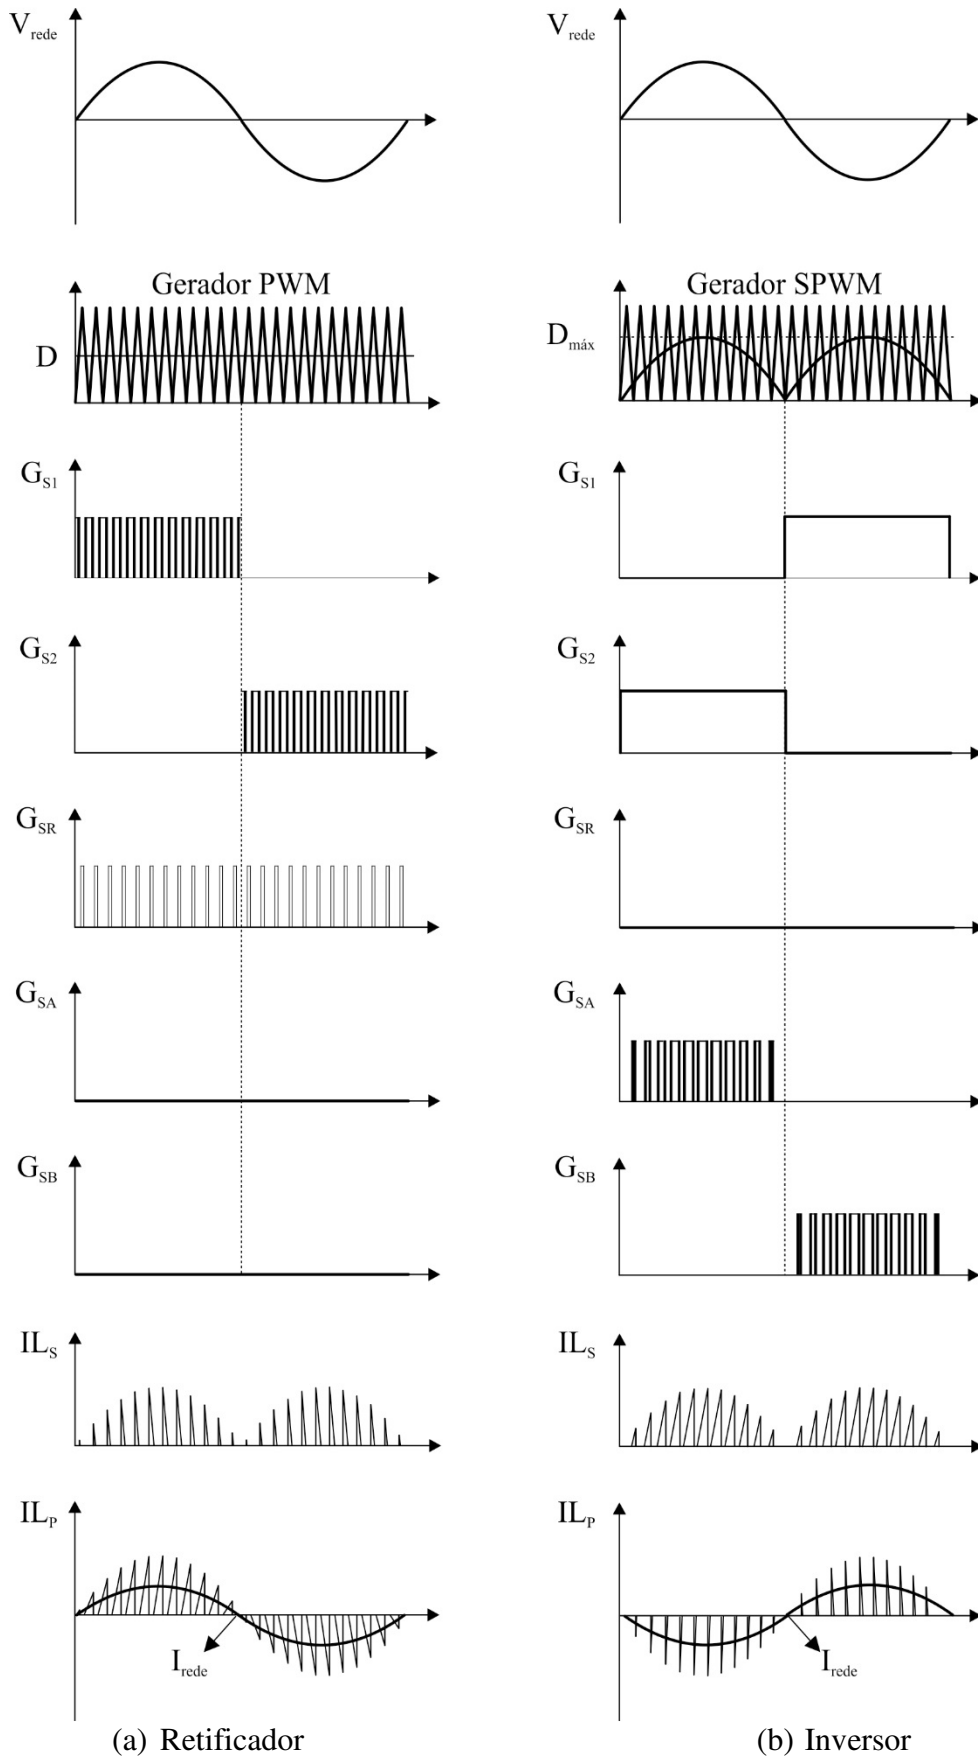 V_rede
V_rede
Gerador PWM
D
Gerador SPWM
D_máx
G_S1
G_S1
G_S2
G_S2
G_SR
G_SR
G_SA
G_SA
G_SB
G_SB
IL_S
IL_S
IL_P
I_rede
IL_P
I_rede
(a) Retificador
(b) Inversor